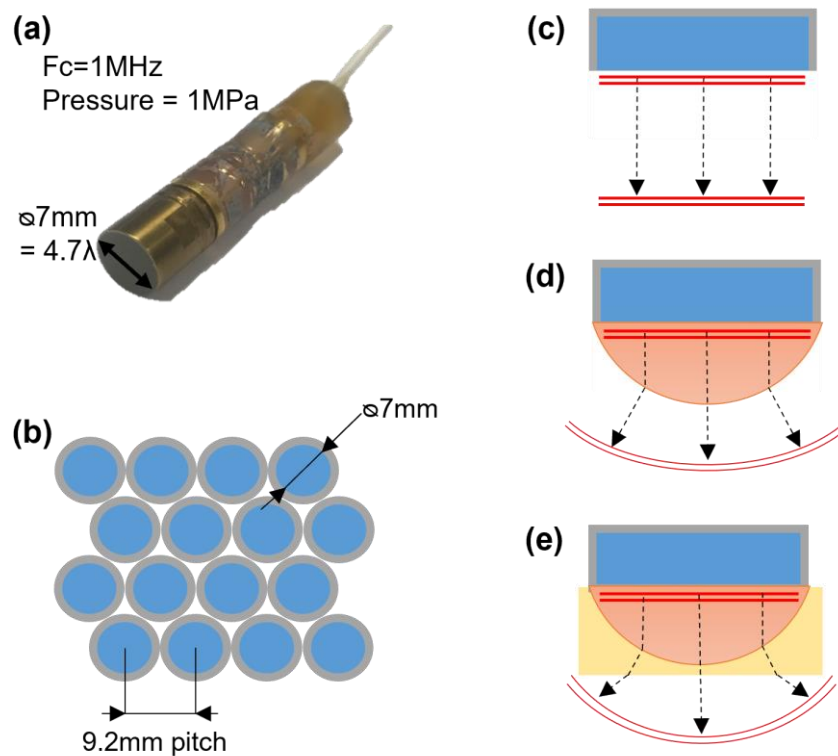 (a)
Fc=1MHz
Pressure = 1MPa
⌀7mm
= 4.7λ
(b)
⌀7mm
9.2mm pitch
(c)
(d)
(e)